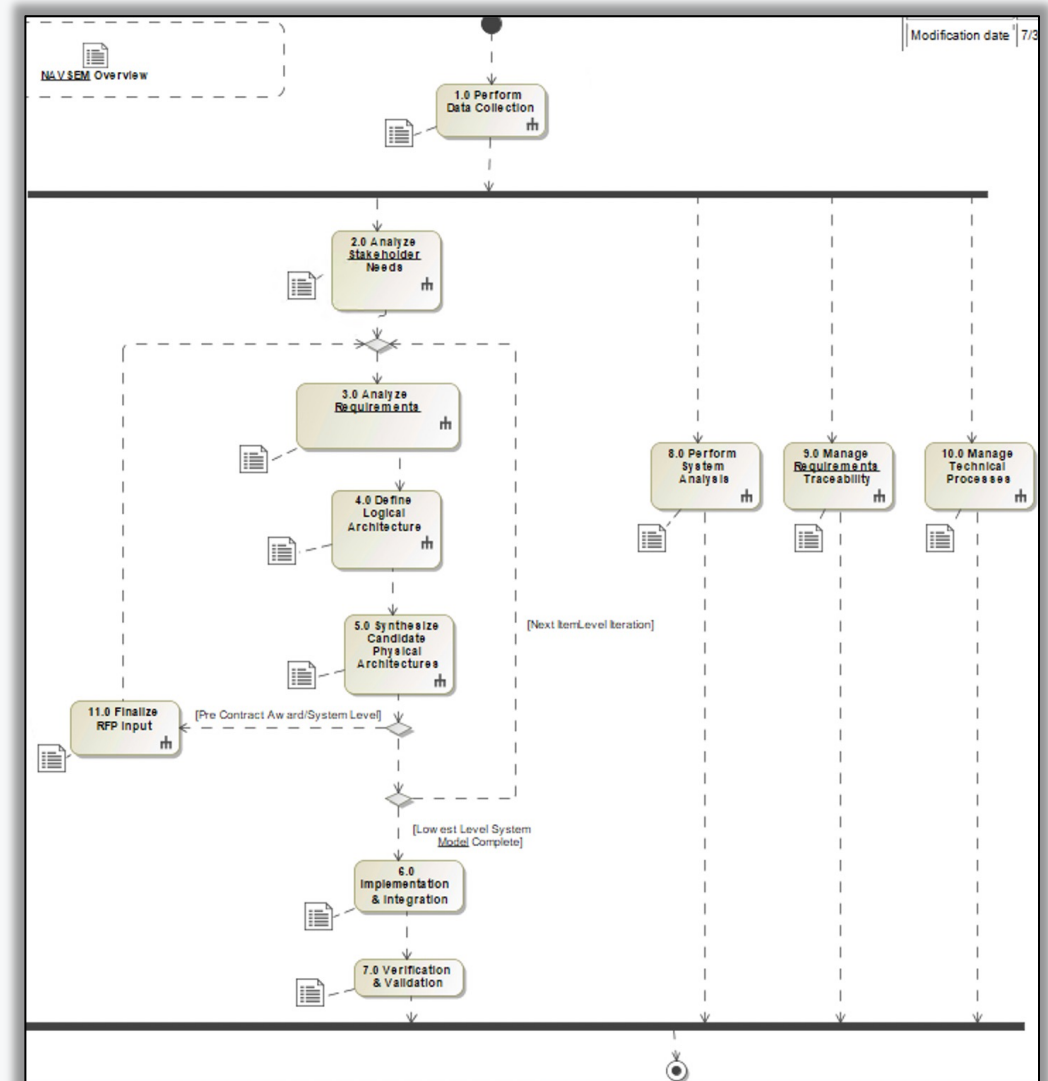 NAVSEM Overview
Modification date 7/3
1.0 Perform
Data Collection
2.0 Analyze
Stakeholder
Needs
3.0 Analyze
Requirements
4.0 Define
Logical
Architecture
5.0 Synthesize
Candidate
Physical
Architectures
[Next ItemLevel Iteration]
8.0 Perform
System
Analysis
9.0 Manage
Requirements
Traceability
10.0 Manage
Technical
Processes
11.0 Finalize
RFP Input
[Pre Contract Award/System Level]
[Lowest Level System
Model Complete]
6.0
Implementation
& Integration
7.0 Verification
& Validation